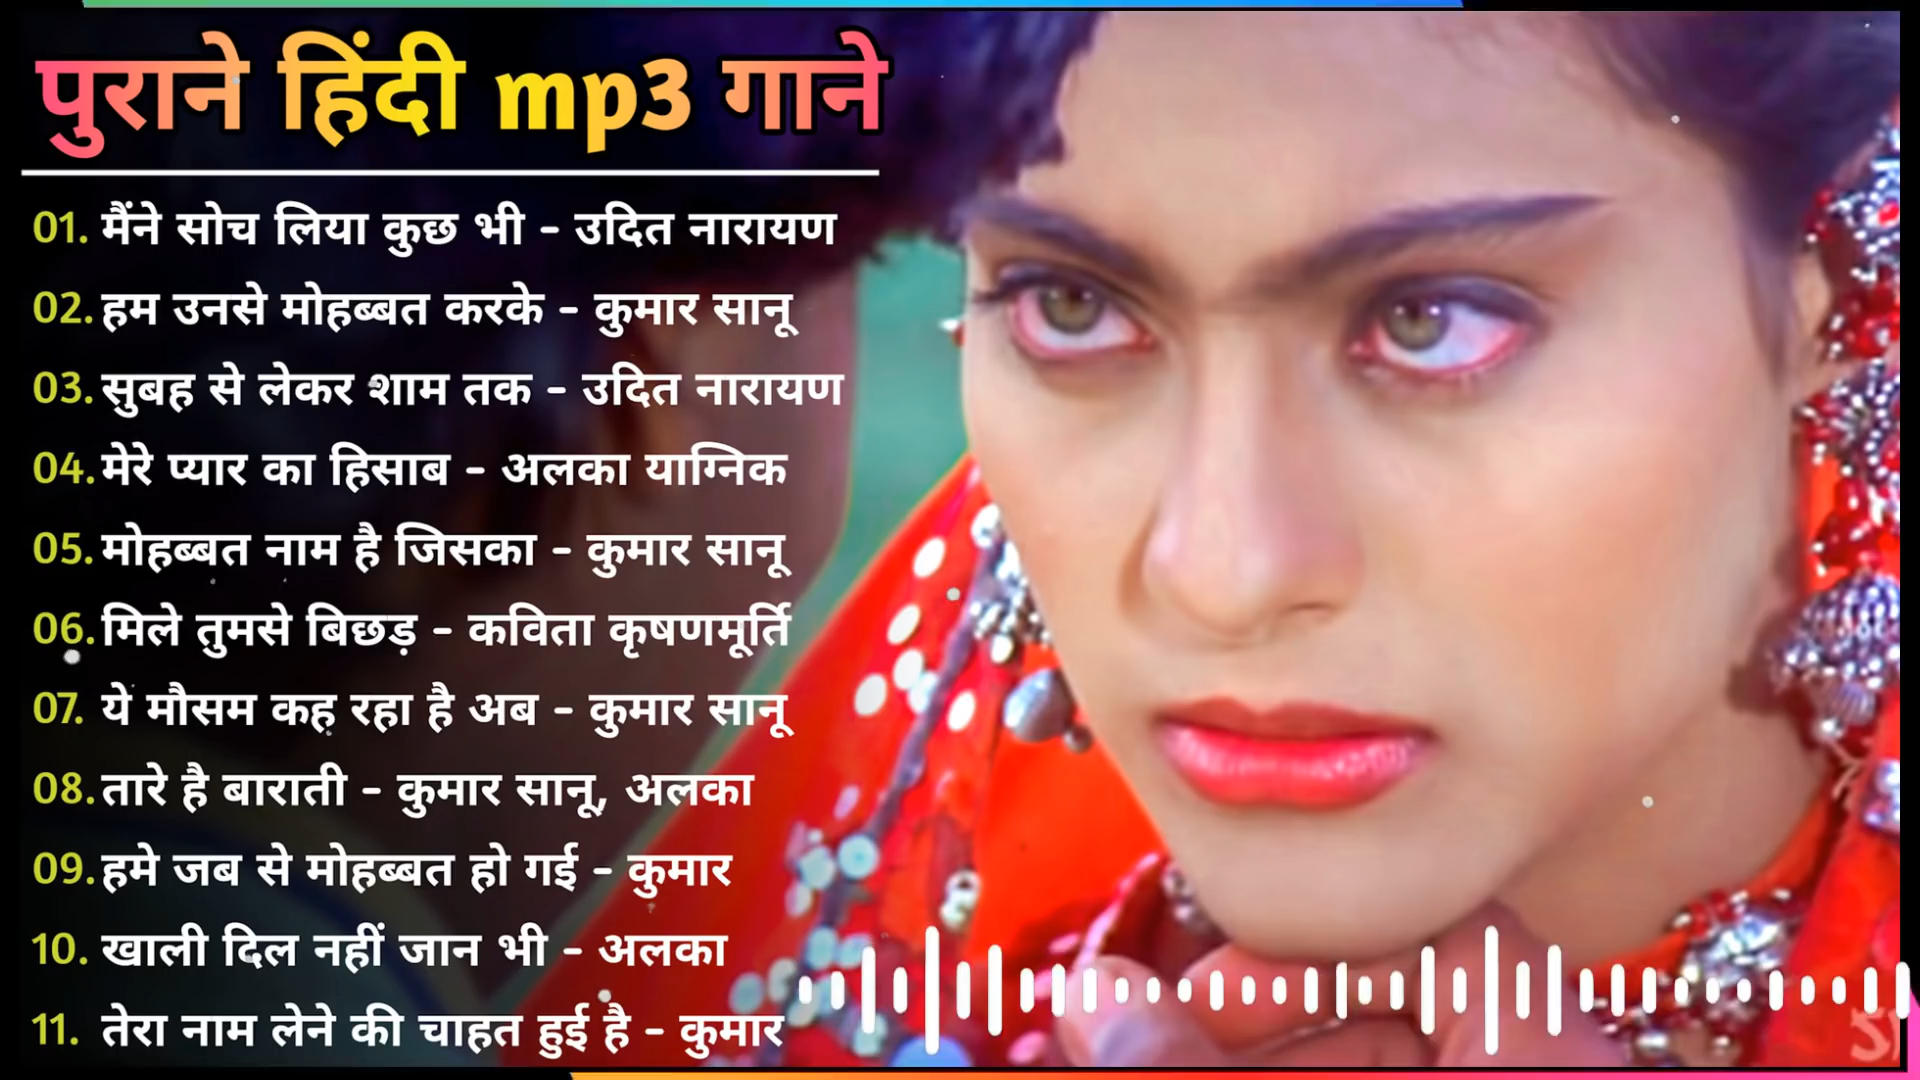 पुराने हिंदी mp3 गाने
01. मैंने सोच लिया कुछ भी - उदित नारायण
02. हम उनसे मोहब्बत करके - कुमार सानू
03. सुबह से लेकर शाम तक - उदित नारायण
04. मेरे प्यार का हिसाब - अलका याग्निक
05. मोहब्बत नाम है जिसका - कुमार सानू
06. मिले तुमसे बिछड़ - कविता कृषणमूर्ति
07. ये मौसम कह रहा है अब - कुमार सानू
08. तारे है बाराती - कुमार सानू, अलका
09. हमे जब से मोहब्बत हो गई - कुमार
10. खाली दिल नहीं जान भी - अलका
11. तेरा नाम लेने की चाहत हुई है - कुमार